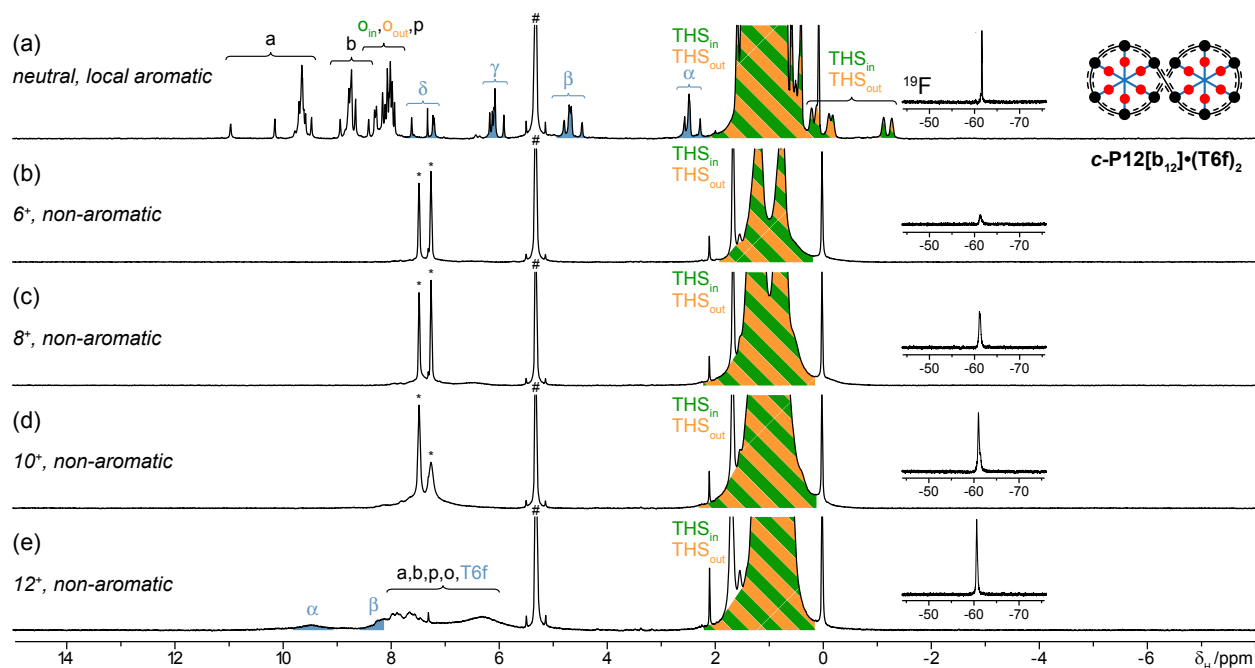 (a)
neutral, local aromatic
a
b
o_in,o_out,p
δ
γ
#
β
α
THS_in
THS_out
THS_in
THS_out
¹⁹F
-50 -60 -70
c-P12[b₁₂]•(T6f)₂
(b)
6⁺, non-aromatic
* *
#
THS_in
THS_out
-50 -60 -70
(c)
8⁺, non-aromatic
* *
#
THS_in
THS_out
-50 -60 -70
(d)
10⁺, non-aromatic
* *
#
THS_in
THS_out
-50 -60 -70
(e)
12⁺, non-aromatic
α
β
a,b,p,o,T6f
#
THS_in
THS_out
-50 -60 -70
14 12 10 8 6 4 2 0 -2 -4 -6 δ_H/ppm